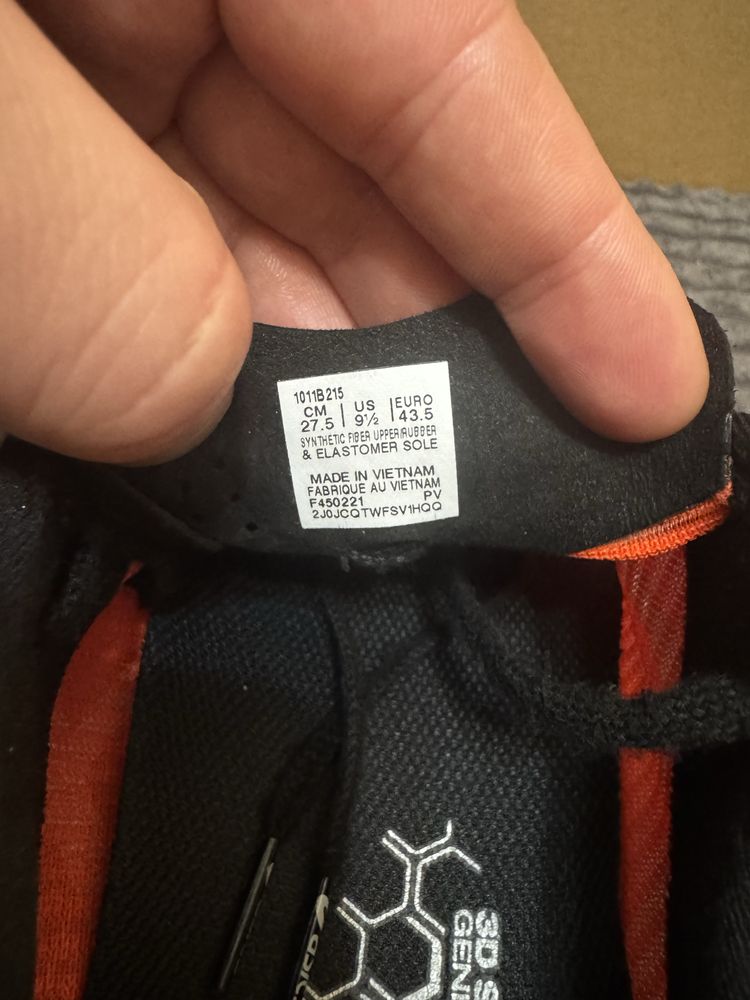 1011B215
CM | US | EURO
27.5 | 9½ | 43.5
SYNTHETIC FIBER UPPER/RUBBER
& ELASTOMER SOLE
MADE IN VIETNAM
FABRIQUE AU VIETNAM
F450221 PV
2J0JCQTWFSV1HQQ
3D